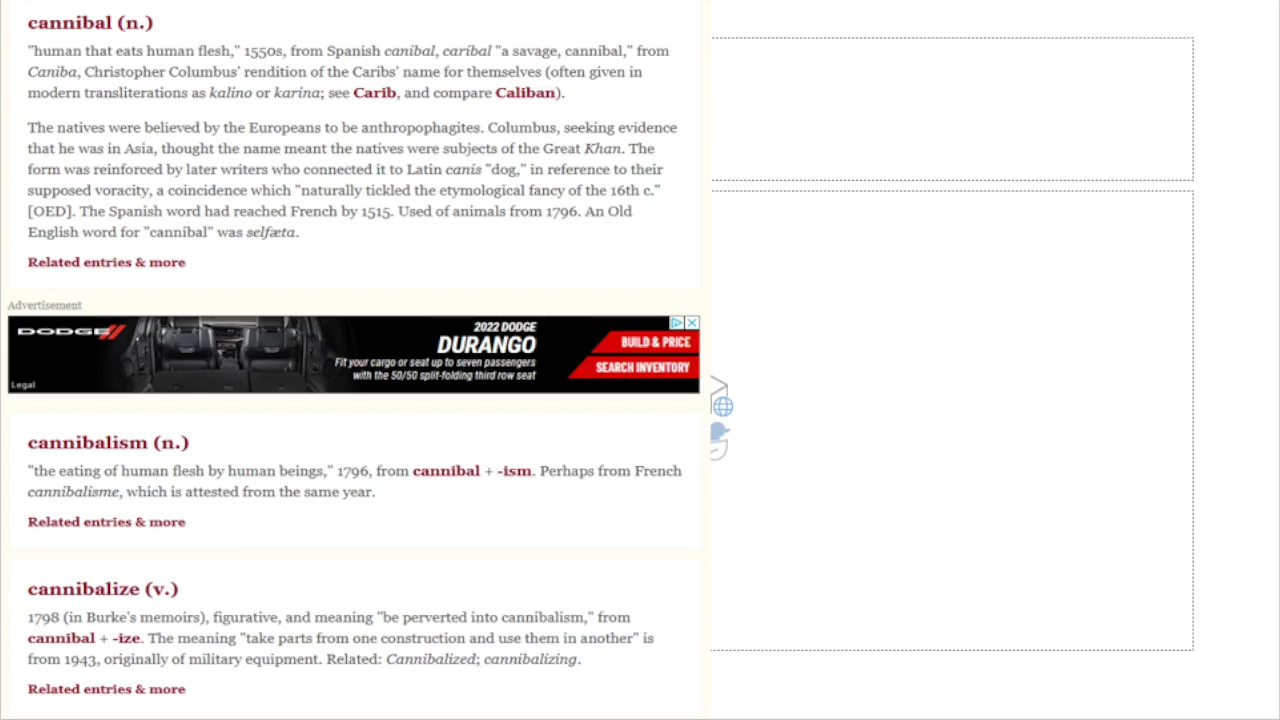 cannibal (n.)
"human that eats human flesh," 1550s, from Spanish canibal, caribal "a savage, cannibal," from
Caniba, Christopher Columbus' rendition of the Caribs' name for themselves (often given in
modern transliterations as kalino or karina; see Carib, and compare Caliban).
The natives were believed by the Europeans to be anthropophagites. Columbus, seeking evidence
that he was in Asia, thought the name meant the natives were subjects of the Great Khan. The
form was reinforced by later writers who connected it to Latin canis "dog," in reference to their
supposed voracity, a coincidence which "naturally tickled the etymological fancy of the 16th c."
[OED]. The Spanish word had reached French by 1515. Used of animals from 1796. An Old
English word for "cannibal" was selfæta.
Related entries & more
Advertisement
DODGE
2022 DODGE
DURANGO
Fit your cargo or seat up to seven passengers
with the 50/50 split-folding third row seat
BUILD & PRICE
SEARCH INVENTORY
Legal
cannibalism (n.)
"the eating of human flesh by human beings," 1796, from cannibal + -ism. Perhaps from French
cannibalisme, which is attested from the same year.
Related entries & more
cannibalize (v.)
1798 (in Burke's memoirs), figurative, and meaning "be perverted into cannibalism," from
cannibal + -ize. The meaning "take parts from one construction and use them in another" is
from 1943, originally of military equipment. Related: Cannibalized; cannibalizing.
Related entries & more